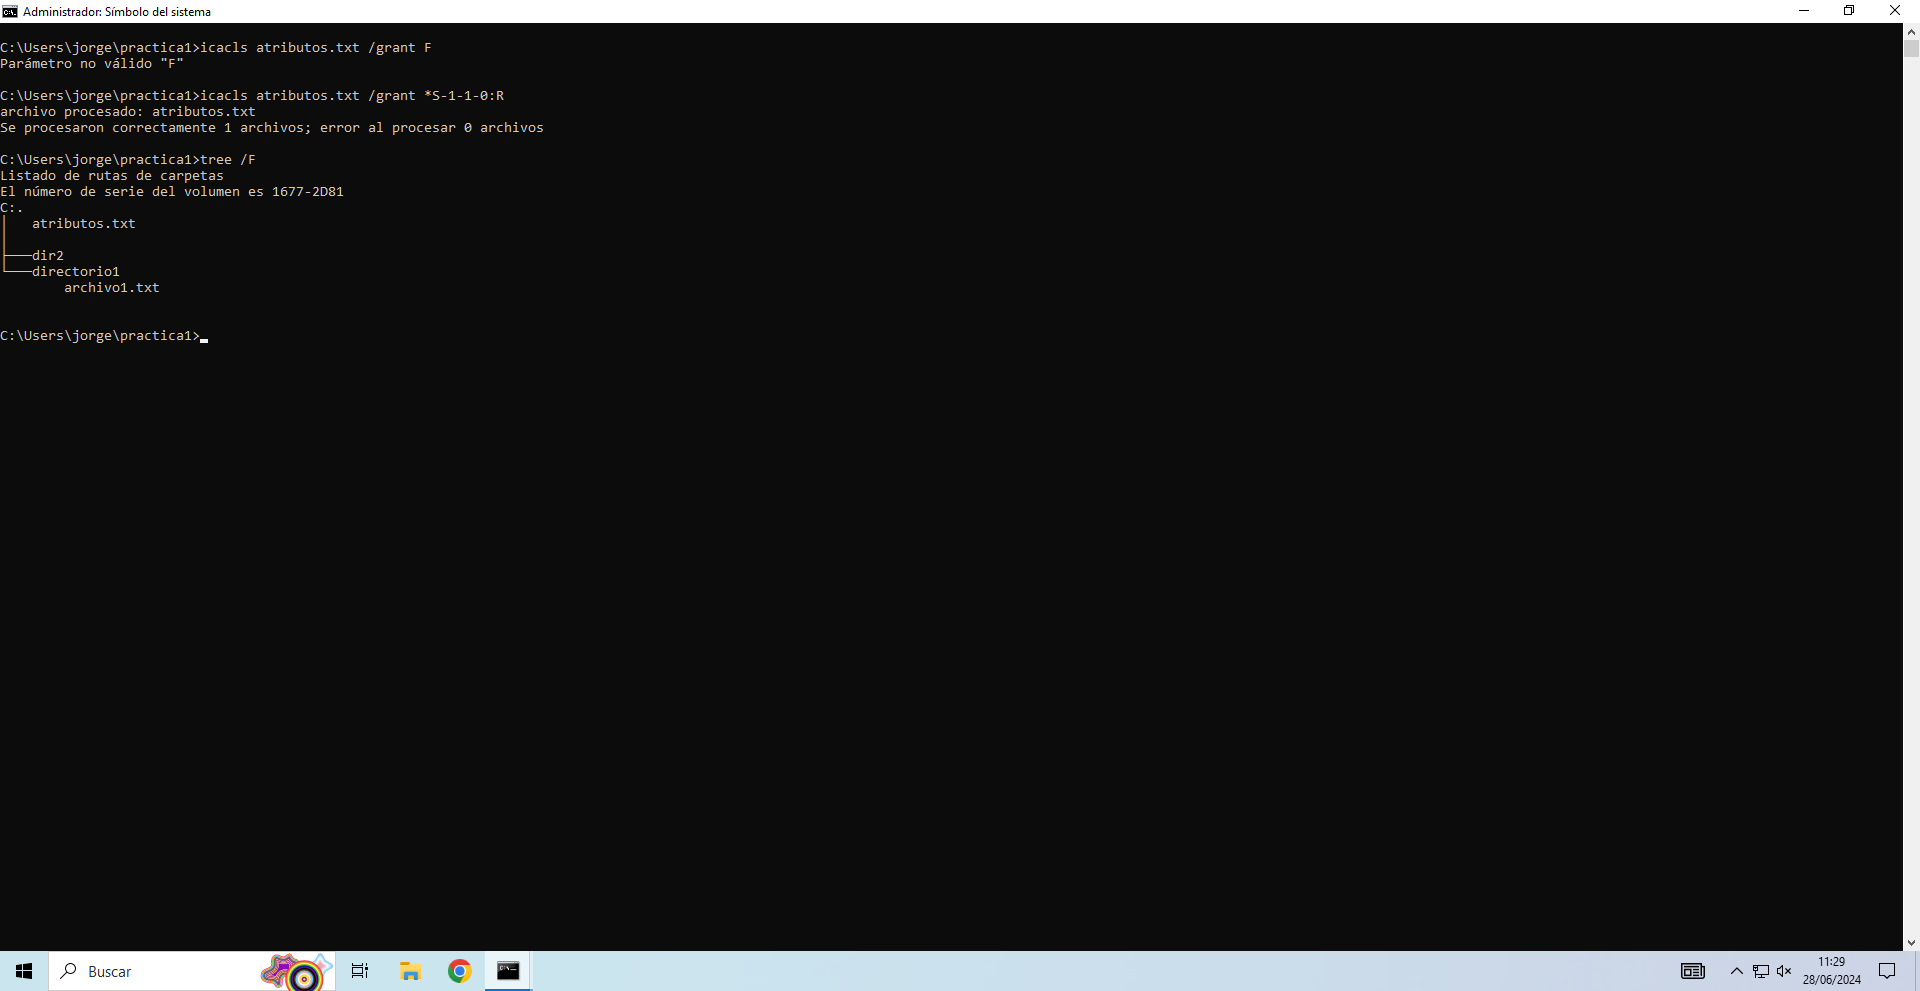 Administrador: Símbolo del sistema
C:\Users\jorge\practica1>icacls atributos.txt /grant F
Parámetro no válido "F"
C:\Users\jorge\practica1>icacls atributos.txt /grant *S-1-1-0:R
archivo procesado: atributos.txt
Se procesaron correctamente 1 archivos; error al procesar 0 archivos
C:\Users\jorge\practica1>tree /F
Listado de rutas de carpetas
El número de serie del volumen es 1677-2D81
C:.
│   atributos.txt
│
├───dir2
└───directorio1
        archivo1.txt
C:\Users\jorge\practica1>
Buscar
11:29
28/06/2024